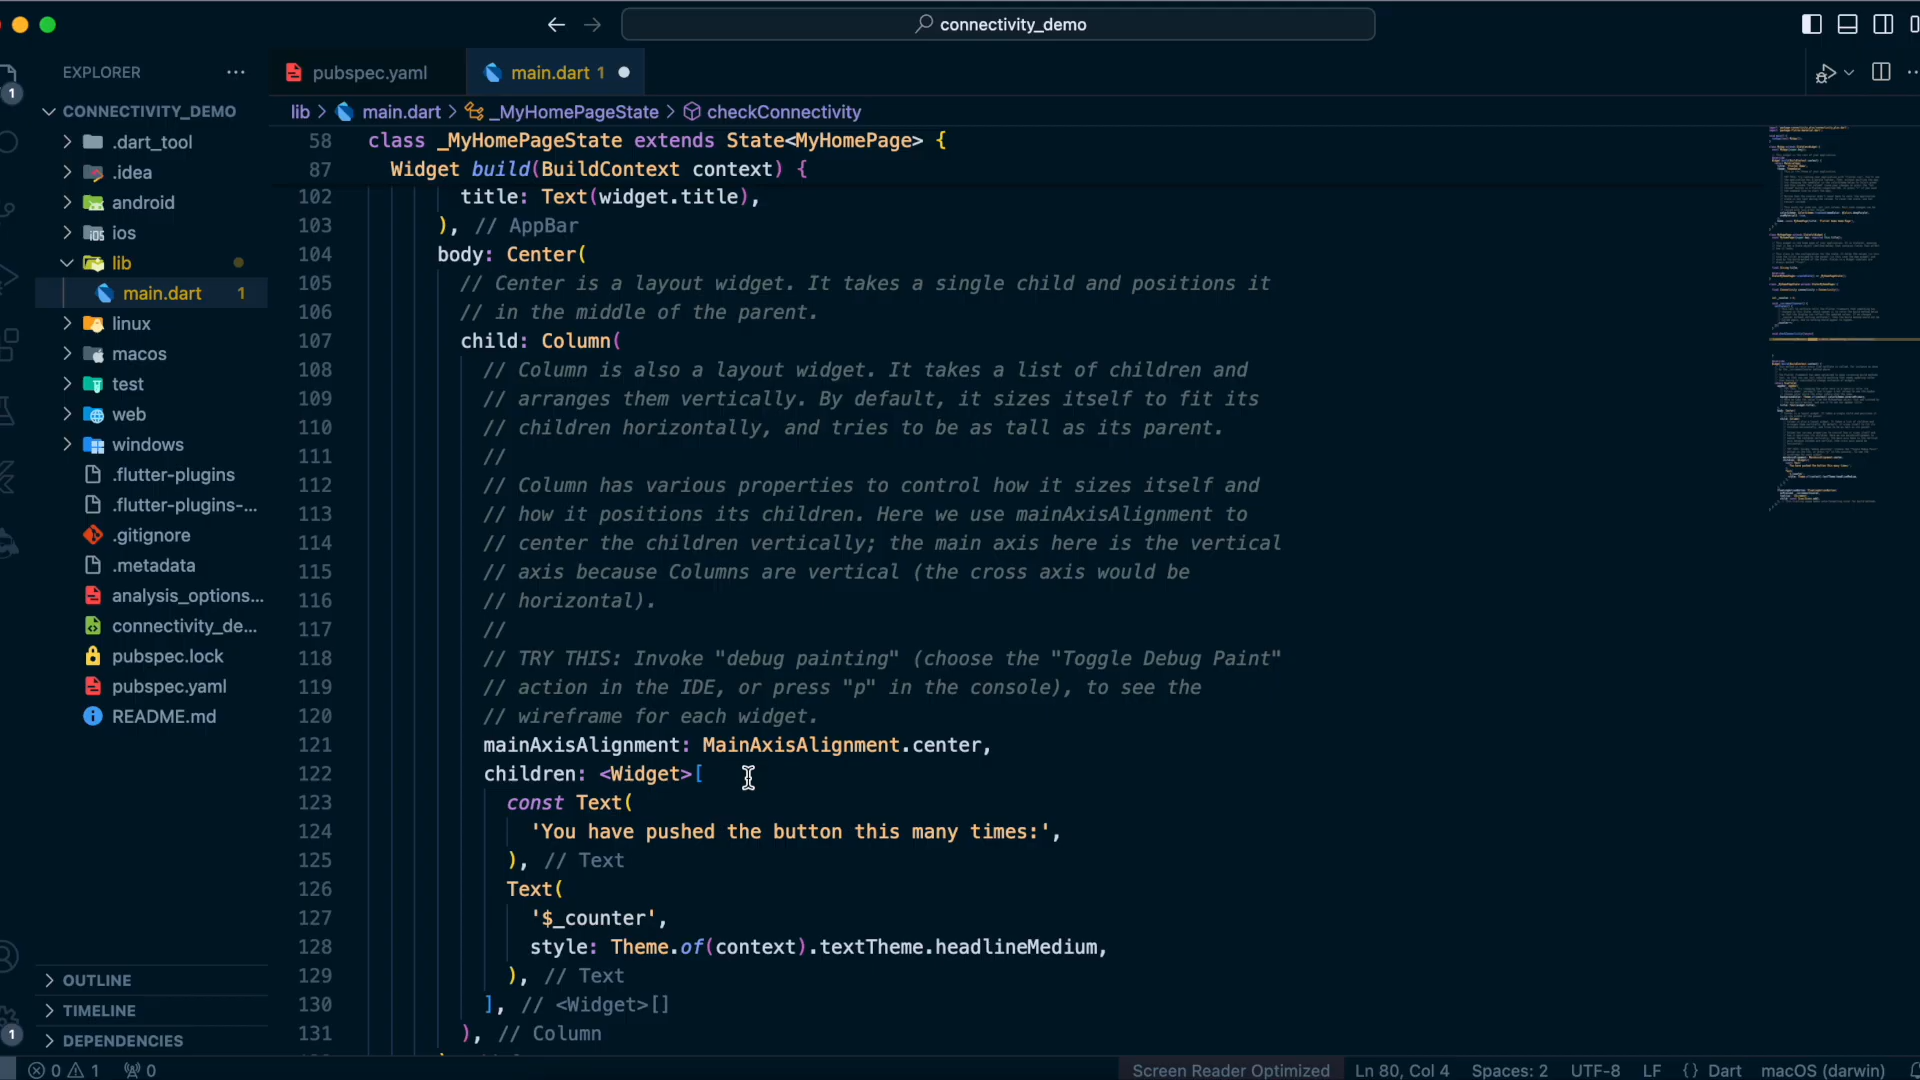 connectivity_demo
EXPLORER
1
CONNECTIVITY_DEMO
.dart_tool
.idea
android
ios
lib
main.dart 1
linux
macos
test
web
windows
.flutter-plugins
.flutter-plugins-...
.gitignore
.metadata
analysis_options...
connectivity_de...
pubspec.lock
pubspec.yaml
README.md
OUTLINE
TIMELINE
1
DEPENDENCIES
pubspec.yaml
main.dart 1
lib > main.dart > _MyHomePageState > checkConnectivity
58 class _MyHomePageState extends State<MyHomePage> {
87 Widget build(BuildContext context) {
102 title: Text(widget.title),
103 ), // AppBar
104 body: Center(
105 // Center is a layout widget. It takes a single child and positions it
106 // in the middle of the parent.
107 child: Column(
108 // Column is also a layout widget. It takes a list of children and
109 // arranges them vertically. By default, it sizes itself to fit its
110 // children horizontally, and tries to be as tall as its parent.
111 //
112 // Column has various properties to control how it sizes itself and
113 // how it positions its children. Here we use mainAxisAlignment to
114 // center the children vertically; the main axis here is the vertical
115 // axis because Columns are vertical (the cross axis would be
116 // horizontal).
117 //
118 // TRY THIS: Invoke "debug painting" (choose the "Toggle Debug Paint"
119 // action in the IDE, or press "p" in the console), to see the
120 // wireframe for each widget.
121 mainAxisAlignment: MainAxisAlignment.center,
122 children: <Widget>[
123 const Text(
124 'You have pushed the button this many times:',
125 ), // Text
126 Text(
127 '$_counter',
128 style: Theme.of(context).textTheme.headlineMedium,
129 ), // Text
130 ], // <Widget>[]
131 ), // Column
0 1 0 Screen Reader Optimized Ln 80, Col 4 Spaces: 2 UTF-8 LF {} Dart macOS (darwin)